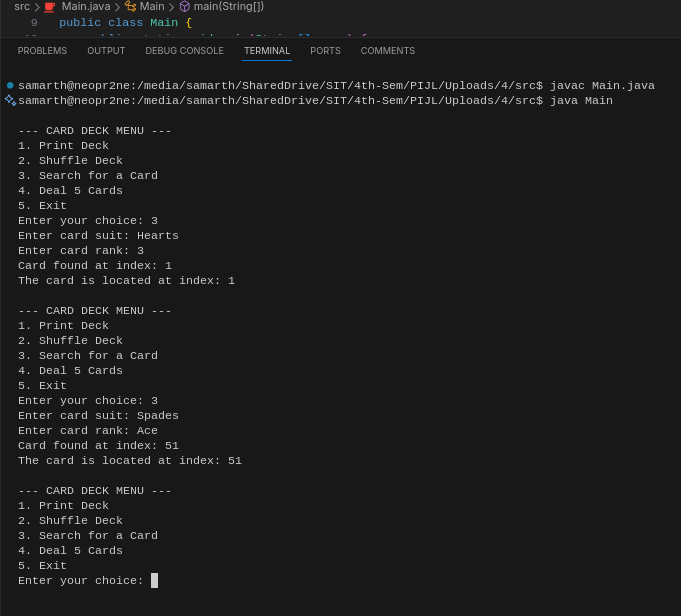 src > Main.java > Main > main(String[])
9 public class Main {
PROBLEMS OUTPUT DEBUG CONSOLE TERMINAL PORTS COMMENTS
samarth@neopr2ne:/media/samarth/SharedDrive/SIT/4th-Sem/PIJL/Uploads/4/src$ javac Main.java
samarth@neopr2ne:/media/samarth/SharedDrive/SIT/4th-Sem/PIJL/Uploads/4/src$ java Main
--- CARD DECK MENU ---
1. Print Deck
2. Shuffle Deck
3. Search for a Card
4. Deal 5 Cards
5. Exit
Enter your choice: 3
Enter card suit: Hearts
Enter card rank: 3
Card found at index: 1
The card is located at index: 1
--- CARD DECK MENU ---
1. Print Deck
2. Shuffle Deck
3. Search for a Card
4. Deal 5 Cards
5. Exit
Enter your choice: 3
Enter card suit: Spades
Enter card rank: Ace
Card found at index: 51
The card is located at index: 51
--- CARD DECK MENU ---
1. Print Deck
2. Shuffle Deck
3. Search for a Card
4. Deal 5 Cards
5. Exit
Enter your choice: